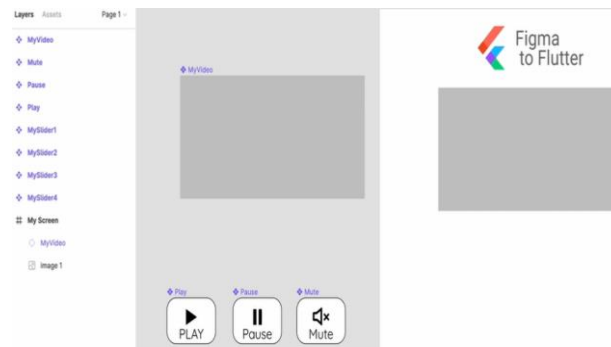 Layers Assets Page 1
MyVideo
Mute
Pause
Play
MySlider1
MySlider2
MySlider3
MySlider4
My Screen
MyVideo
Image 1
MyVideo
Play Pause Mute
PLAY Pause Mute
Figma
to Flutter